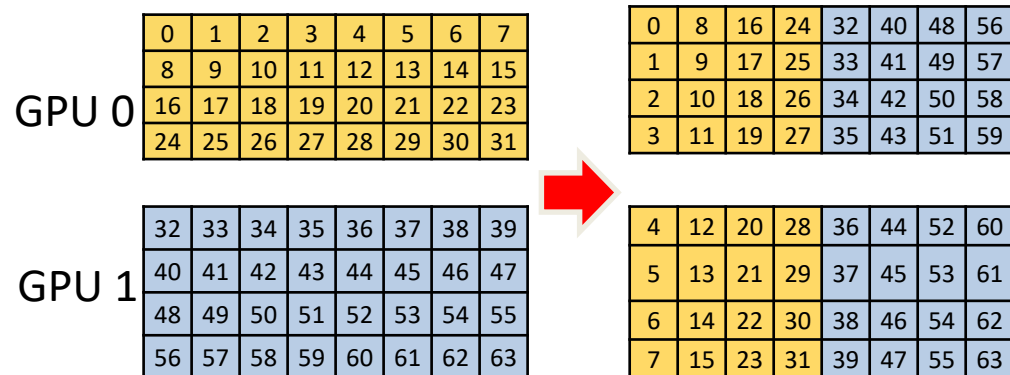 0 1 2 3 4 5 6 7
8 9 10 11 12 13 14 15
GPU 0
16 17 18 19 20 21 22 23
24 25 26 27 28 29 30 31
0 8 16 24 32 40 48 56
1 9 17 25 33 41 49 57
2 10 18 26 34 42 50 58
3 11 19 27 35 43 51 59
32 33 34 35 36 37 38 39
40 41 42 43 44 45 46 47
GPU 1
48 49 50 51 52 53 54 55
56 57 58 59 60 61 62 63
4 12 20 28 36 44 52 60
5 13 21 29 37 45 53 61
6 14 22 30 38 46 54 62
7 15 23 31 39 47 55 63